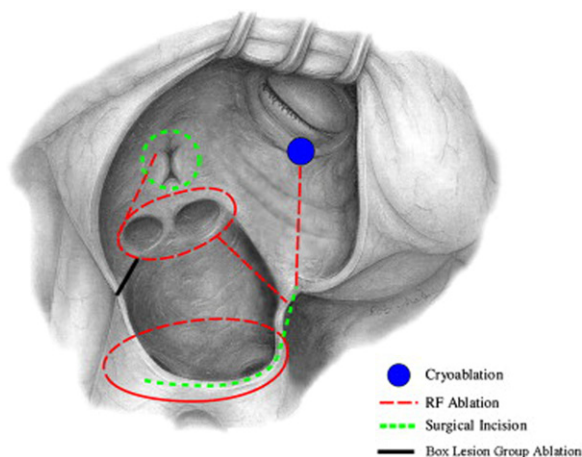 Cryoablation
RF Ablation
Surgical Incision
Box Lesion Group Ablation